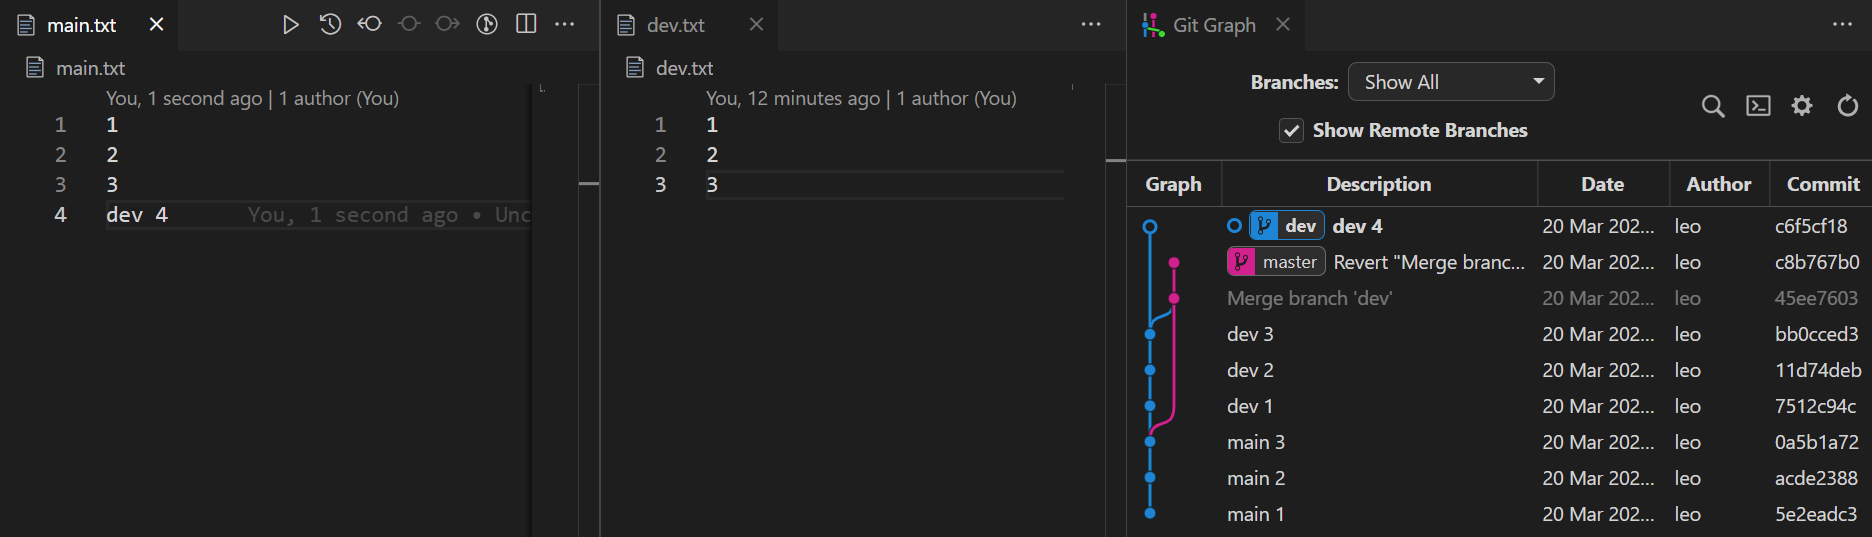 main.txt
main.txt
You, 1 second ago | 1 author (You)
1 1
2 2
3 3
4 dev 4 You, 1 second ago • Unc
dev.txt
dev.txt
You, 12 minutes ago | 1 author (You)
1 1
2 2
3 3
Git Graph
Branches: Show All
Show Remote Branches
Graph Description Date Author Commit
dev dev 4 20 Mar 202... leo c6f5cf18
master Revert "Merge branc... 20 Mar 202... leo c8b767b0
Merge branch 'dev' 20 Mar 202... leo 45ee7603
dev 3 20 Mar 202... leo bb0cced3
dev 2 20 Mar 202... leo 11d74deb
dev 1 20 Mar 202... leo 7512c94c
main 3 20 Mar 202... leo 0a5b1a72
main 2 20 Mar 202... leo acde2388
main 1 20 Mar 202... leo 5e2eadc3